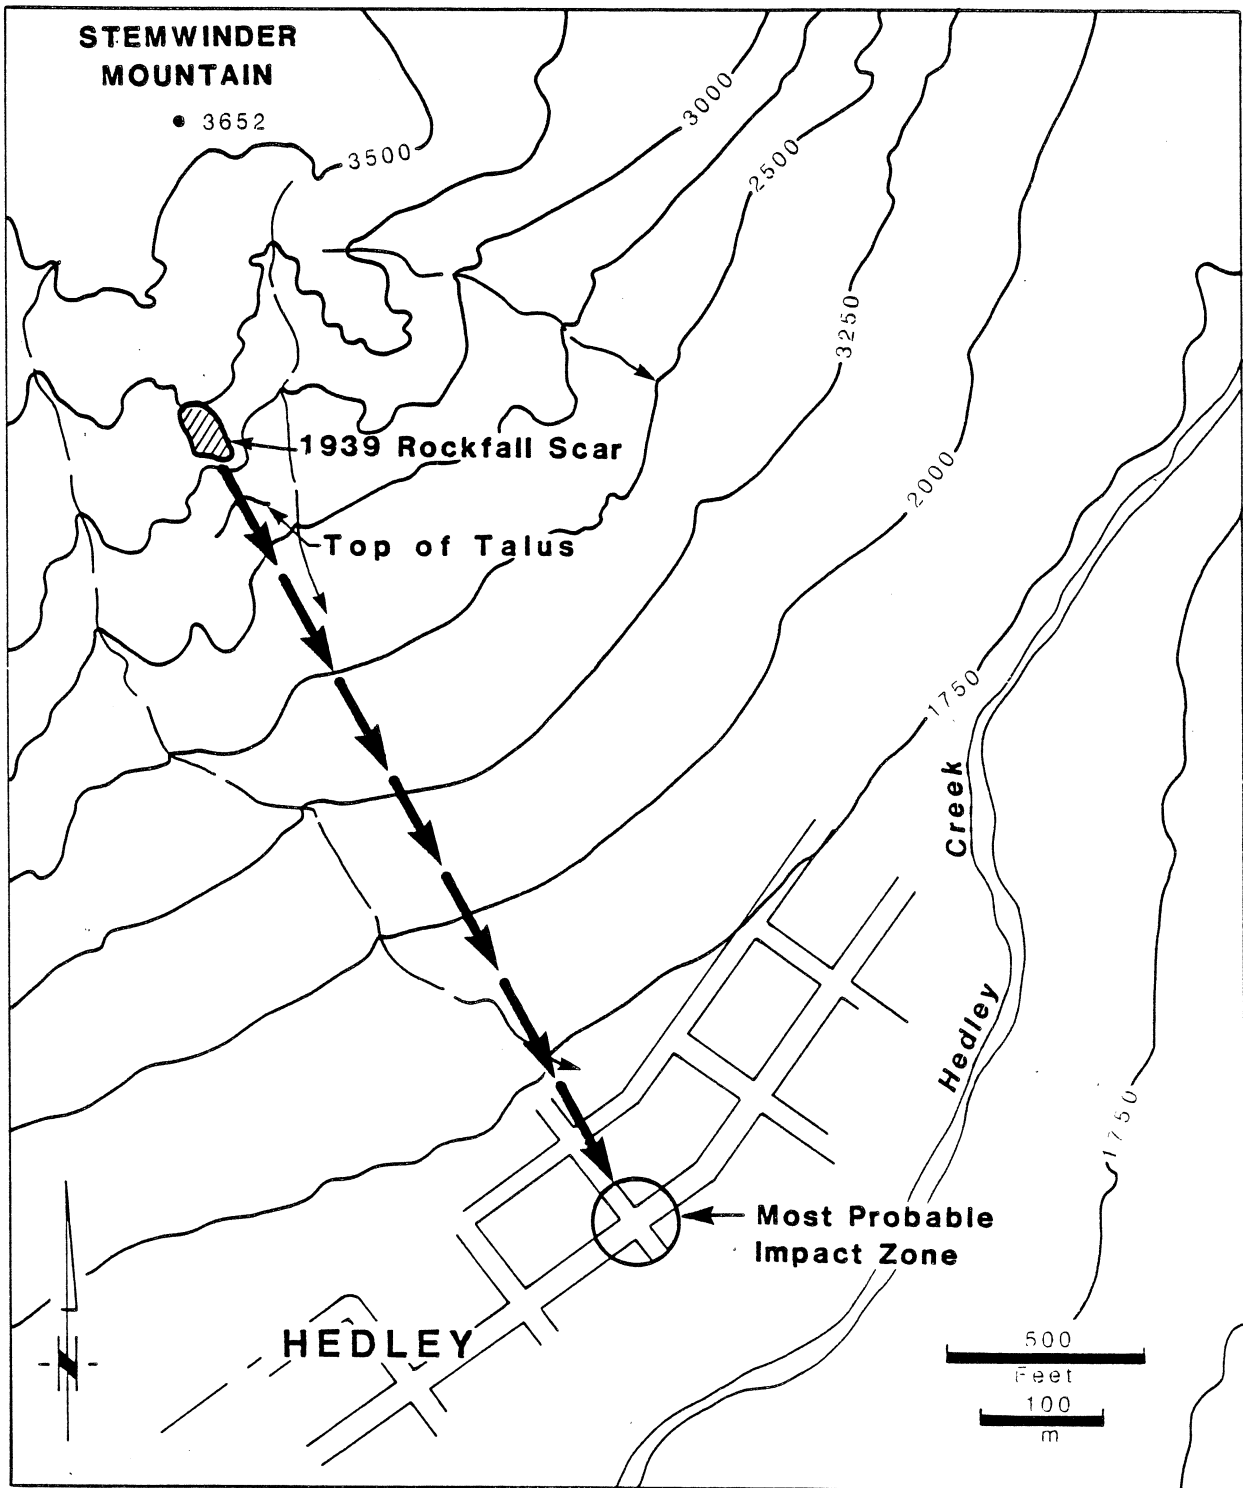 STEMWINDER
MOUNTAIN
3652
3500
3000
2500
3250
1939 Rockfall Scar
2000
Top of Talus
1750
Hedley Creek
1750
Most Probable
Impact Zone
HEDLEY
500
Feet
100
m